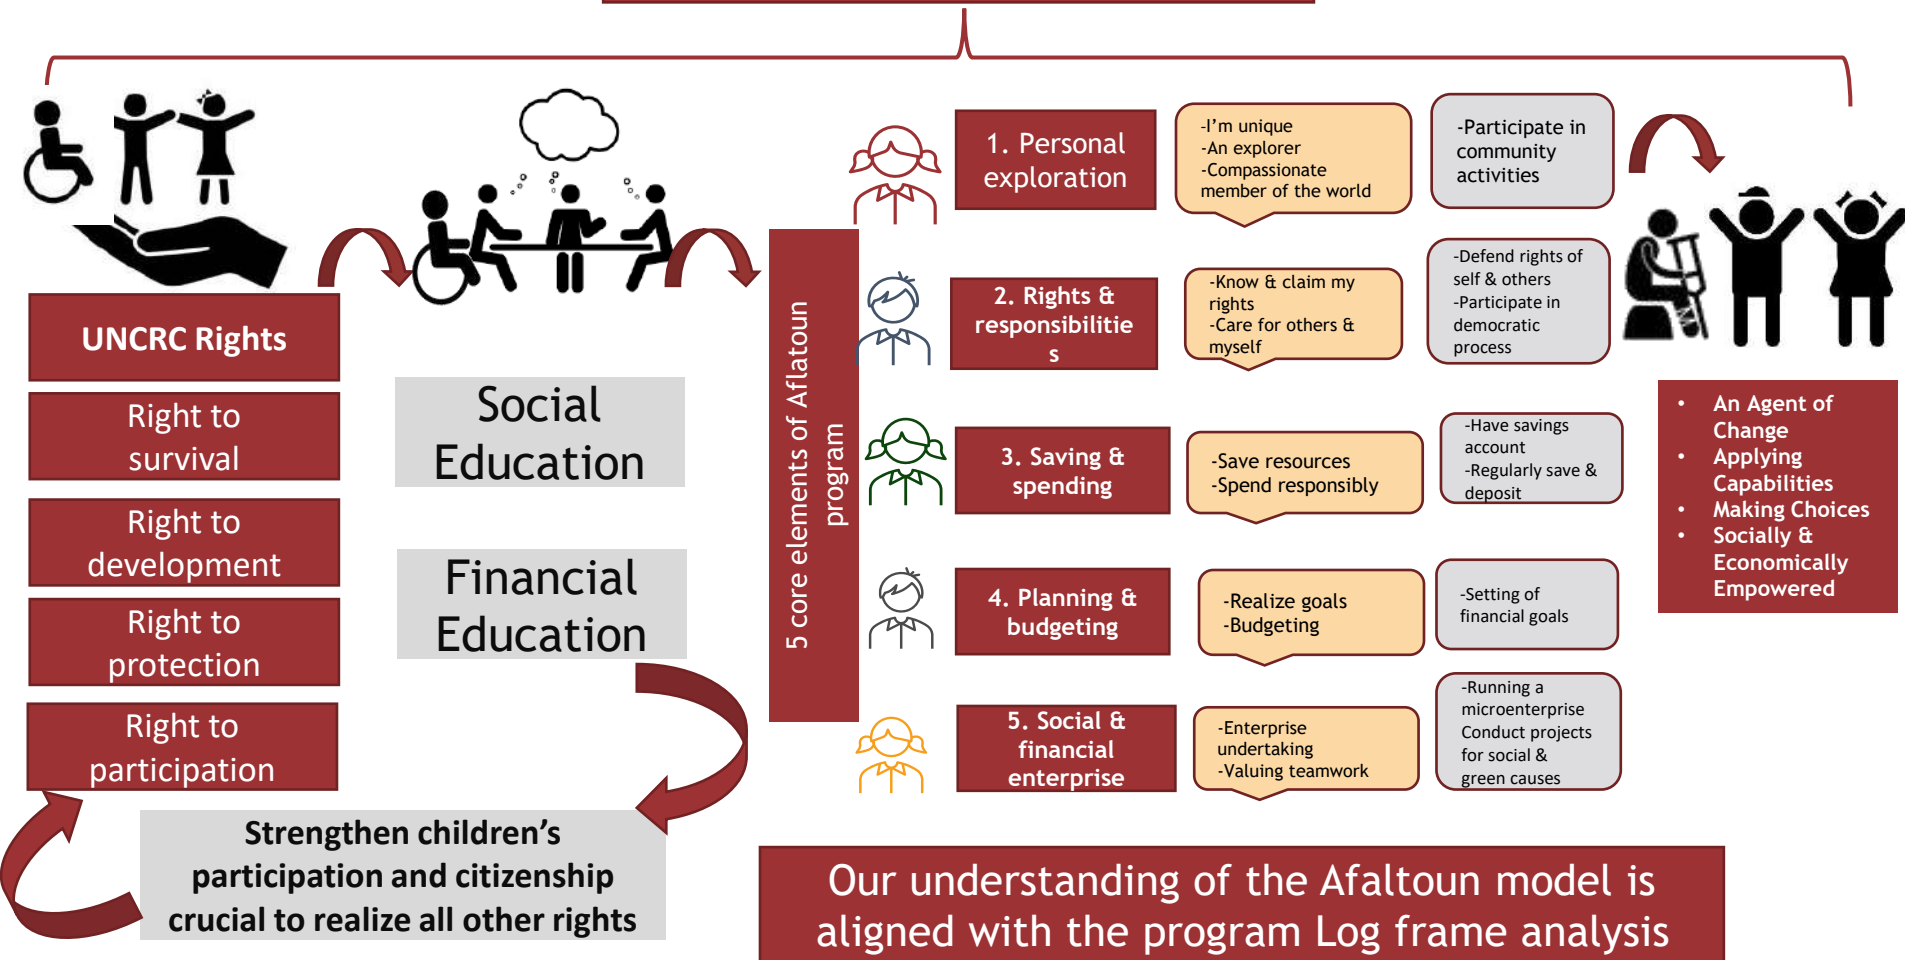 UNCRC Rights
Right to
survival
Right to
development
Right to
protection
Right to
participation
Social
Education
Financial
Education
Strengthen children’s
participation and citizenship
crucial to realize all other rights
5 core elements of Aflatoun
program
1. Personal
exploration
-I’m unique
-An explorer
-Compassionate
member of the world
-Participate in
community
activities
2. Rights &
responsibilitie
s
-Know & claim my
rights
-Care for others &
myself
-Defend rights of
self & others
-Participate in
democratic
process
3. Saving &
spending
-Save resources
-Spend responsibly
-Have savings
account
-Regularly save &
deposit
4. Planning &
budgeting
-Realize goals
-Budgeting
-Setting of
financial goals
5. Social &
financial
enterprise
-Enterprise
undertaking
-Valuing teamwork
-Running a
microenterprise
Conduct projects
for social &
green causes
• An Agent of
Change
• Applying
Capabilities
• Making Choices
• Socially &
Economically
Empowered
Our understanding of the Afaltoun model is
aligned with the program Log frame analysis